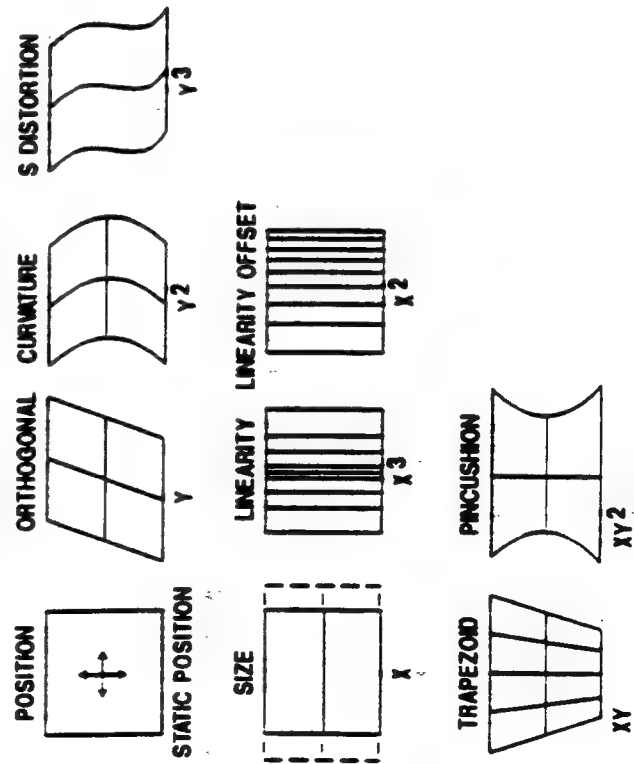 POSITION
STATIC POSITION
ORTHOGONAL
Y
CURVATURE
Y2
S DISTORTION
Y3
SIZE
X
LINEARITY
X3
LINEARITY OFFSET
X2
TRAPEZOID
XY
PINCUSHION
XY2